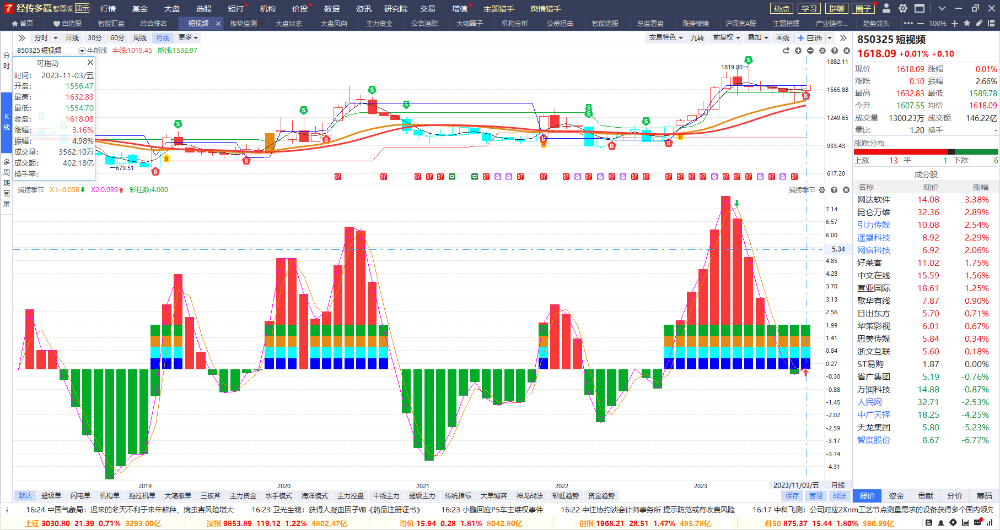 经传多赢 智尊版 演示 行情 基金 大盘 选股 短打 机构 价投 数据 资讯 研究院 交易 增值 主题猎手 舆情猎手 热点 学习 群聊 圈子
首页 自选股 智能盯盘 综合排名 短视频 × 板块监测 大盘状态 大盘风向 主力资金 公告追踪 大咖圈子 机构分析 公募狙击 智能选股 总监看盘 涨停棱镜 沪深京A股 主题挖掘 产业链传... 趋势龙头 100%
分时 日线 30分 60分 周线 月线 更多 交易特色 九转 前复权 叠加 画线 +自选
850325 短视频 牛熊线 牛线:1019.45 熊线:1533.97
可拖动
时间: 2023-11-03/五
开盘: 1556.47
最高: 1632.83
最低: 1554.70
收盘: 1618.08
涨幅: 3.16%
振幅: 4.98%
成交量: 3562.10万
成交额: 402.18亿
换手率:
分时
K线
多周期同屏
1819.80
679.51
1882.11
1565.88
1249.65
933.43
617.20
捕捞季节 X1:-0.058 X2:0.099 彩柱数:4.000 捕捞季节
7.14
6.57
6.00
5.34
4.85
4.28
3.70
3.13
2.56
1.99
1.41
0.84
0.27
-0.30
-0.88
-1.45
-2.02
-2.59
-3.17
-3.74
-4.31
2019 2020 2021 2022 2023 2023/11/03/五 月线
默认 超级单 闪电单 机构单 拖拉机单 大笔撤单 三板斧 主力资金 水手模式 海洋模式 主力控盘 中线主力 超级主力 传统指标 大单博弈 神龙战法 彩虹趋势 资金趋势 保存 管理 战法
850325 短视频
1618.09 +0.01% +0.10
现价 1618.09 涨幅 0.01%
涨跌 0.10 振幅 2.66%
最高 1632.83 最低 1589.78
今开 1607.55 均价 1618.09
成交量 1300.23万 成交额 146.22亿
量比 1.20 换手 -
涨跌分布
上涨 13 平 1 下跌 6
成分股
名称 现价 涨幅
网达软件 14.08 3.38%
昆仑万维 32.36 2.89%
引力传媒 10.08 2.54%
遥望科技 8.92 2.29%
网宿科技 6.92 2.06%
好莱客 11.02 1.75%
中文在线 15.59 1.56%
宣亚国际 18.61 1.25%
歌华有线 7.87 0.90%
日出东方 5.70 0.71%
华策影视 6.01 0.67%
思美传媒 5.84 0.34%
浙文互联 5.60 0.18%
ST易购 1.87 0.00%
省广集团 5.19 -0.76%
万润科技 14.88 -0.87%
人民网 32.71 -2.53%
中广天择 18.25 -4.25%
天龙集团 5.80 -5.23%
智度股份 8.67 -6.77%
报价 资金 贡献 分价 筹码
16:24 中国气象局：迟来的冬天不利于来年耕种、病虫害风险增大 16:23 卫光生物：获得人凝血因子Ⅷ《药品注册证书》 16:23 小鹏回应P5车主维权事件 16:22 中注协约谈会计师事务所 提示防范或有收费风险 16:17 中科飞测：公司对应2Xnm工艺节点测量需求的设备获得多个国内领先
上证 3030.80 21.39 0.71% 3293.00亿 深指 9853.89 119.12 1.22% 4802.47亿 均价 15.94 0.28 1.81% 8042.80亿 创指 1968.21 28.51 1.47% 485.78亿 科50 875.37 15.44 1.80% 596.99亿